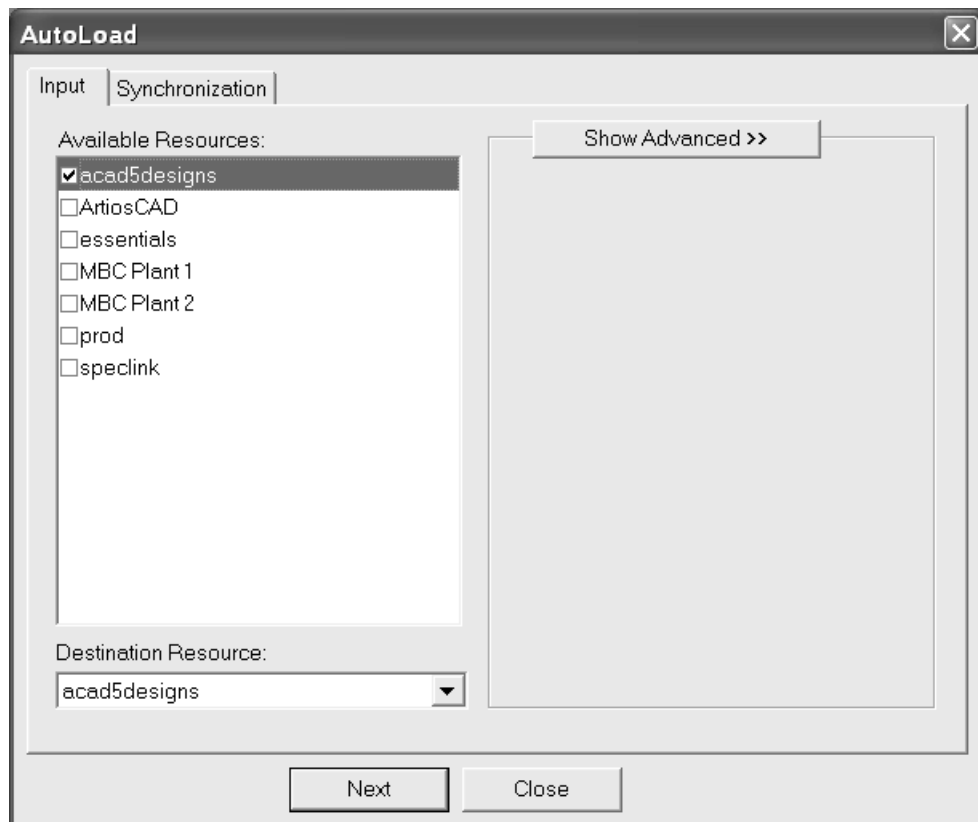 AutoLoad
Input
Synchronization
Available Resources:
Show Advanced >>
acad5designs
ArtiosCAD
essentials
MBC Plant 1
MBC Plant 2
prod
speclink
Destination Resource:
acad5designs
Next
Close